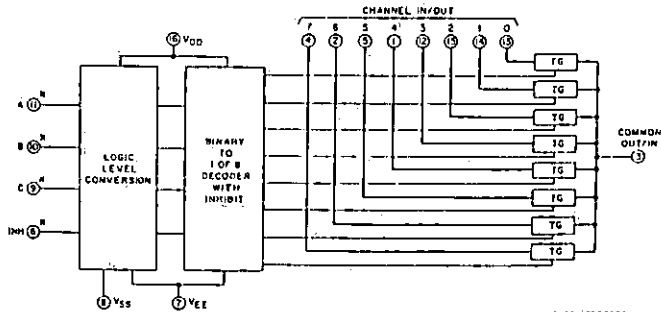 CHANNEL IN/OUT
7 6 5 4 3 2 1 0
4 2 5 1 12 15 14 13
16 VDD
TG
TG
A 11 *
TG
B 10 *
LOGIC
LEVEL
CONVERSION
BINARY
TO
1 OF 8
DECODER
WITH
INHIBIT
TG
COMMON
OUT/IN
3
C 9 *
TG
TG
INH 6 *
TG
TG
8 VSS
7 VEE